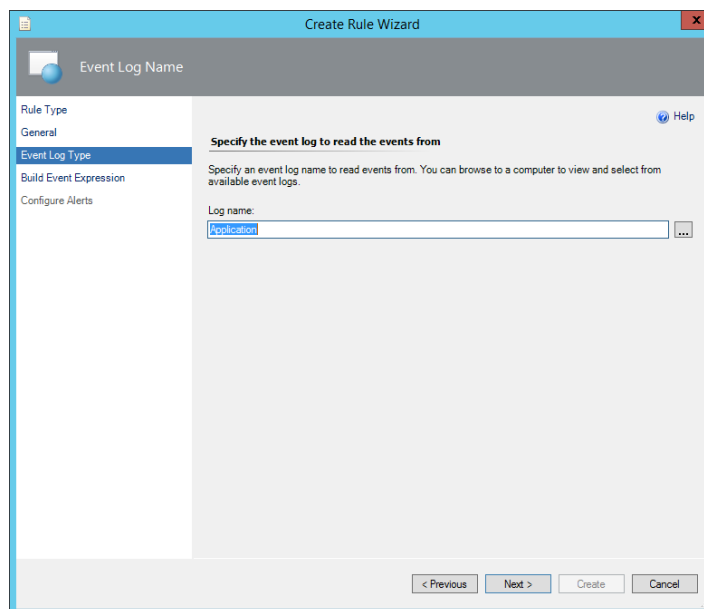 Create Rule Wizard
x
Event Log Name
Rule Type
General
Event Log Type
Build Event Expression
Configure Alerts
Help
Specify the event log to read the events from
Specify an event log name to read events from. You can browse to a computer to view and select from
available event logs.
Log name:
Application
...
< Previous
Next >
Create
Cancel